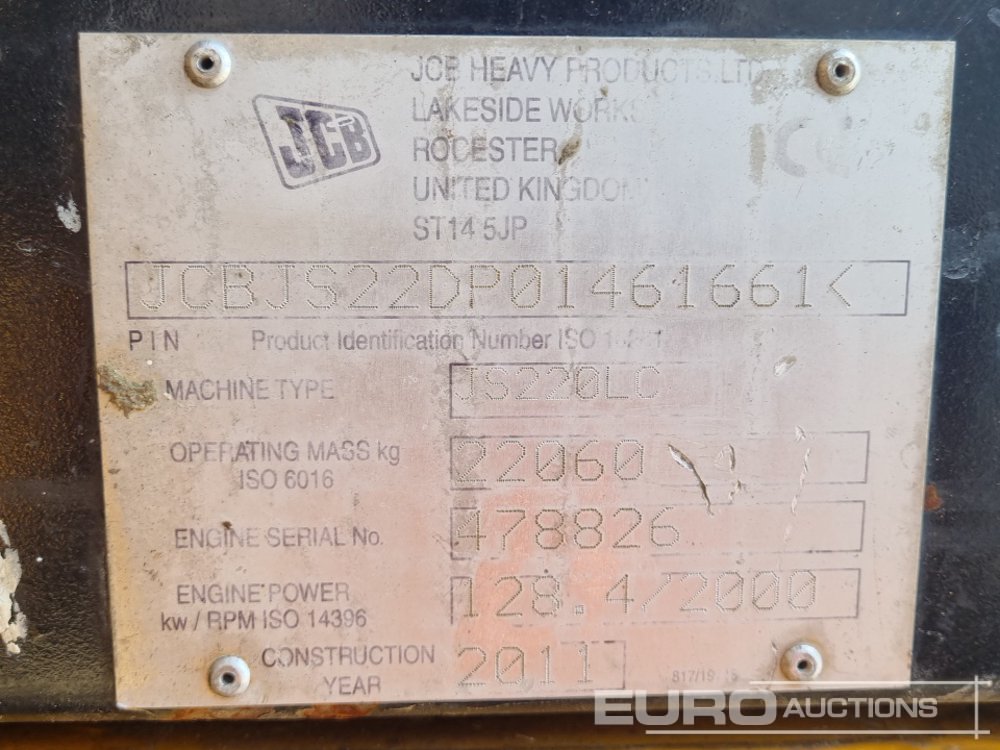 JCB HEAVY PRODUCTS LTD
JCB
LAKESIDE WORKS
ROCESTER
UNITED KINGDOM
ST14 5JP
JCBJS22DP01461661<
PIN Product Identification Number ISO
MACHINE TYPE JS220LC
OPERATING MASS kg 22060
ISO 6016
ENGINE SERIAL No. 478826
ENGINE POWER 128.4/2000
kw / RPM ISO 14396
CONSTRUCTION 2011
YEAR
EURO AUCTIONS